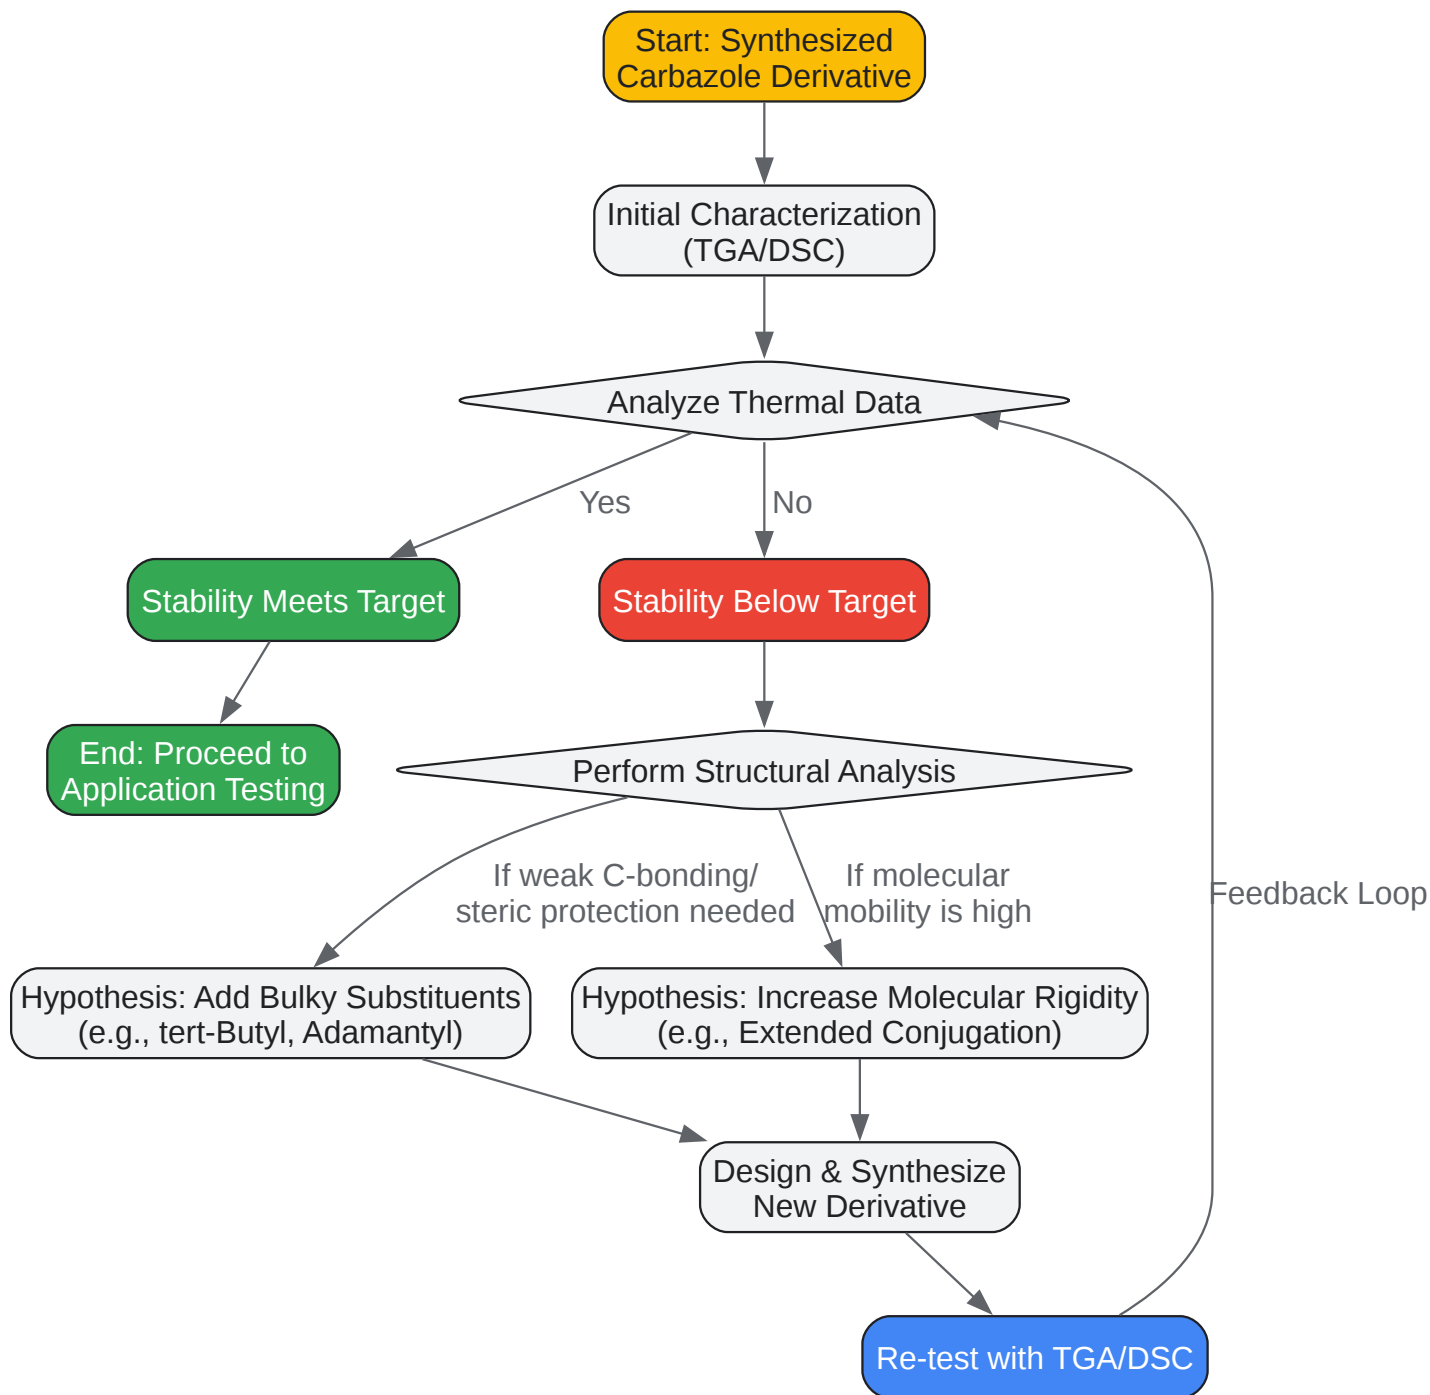 Start: Synthesized
Carbazole Derivative
Initial Characterization
(TGA/DSC)
Analyze Thermal Data
Yes
No
Stability Meets Target
Stability Below Target
End: Proceed to
Application Testing
Perform Structural Analysis
If weak C-bonding/
steric protection needed
If molecular
mobility is high
Feedback Loop
Hypothesis: Add Bulky Substituents
(e.g., tert-Butyl, Adamantyl)
Hypothesis: Increase Molecular Rigidity
(e.g., Extended Conjugation)
Design & Synthesize
New Derivative
Re-test with TGA/DSC